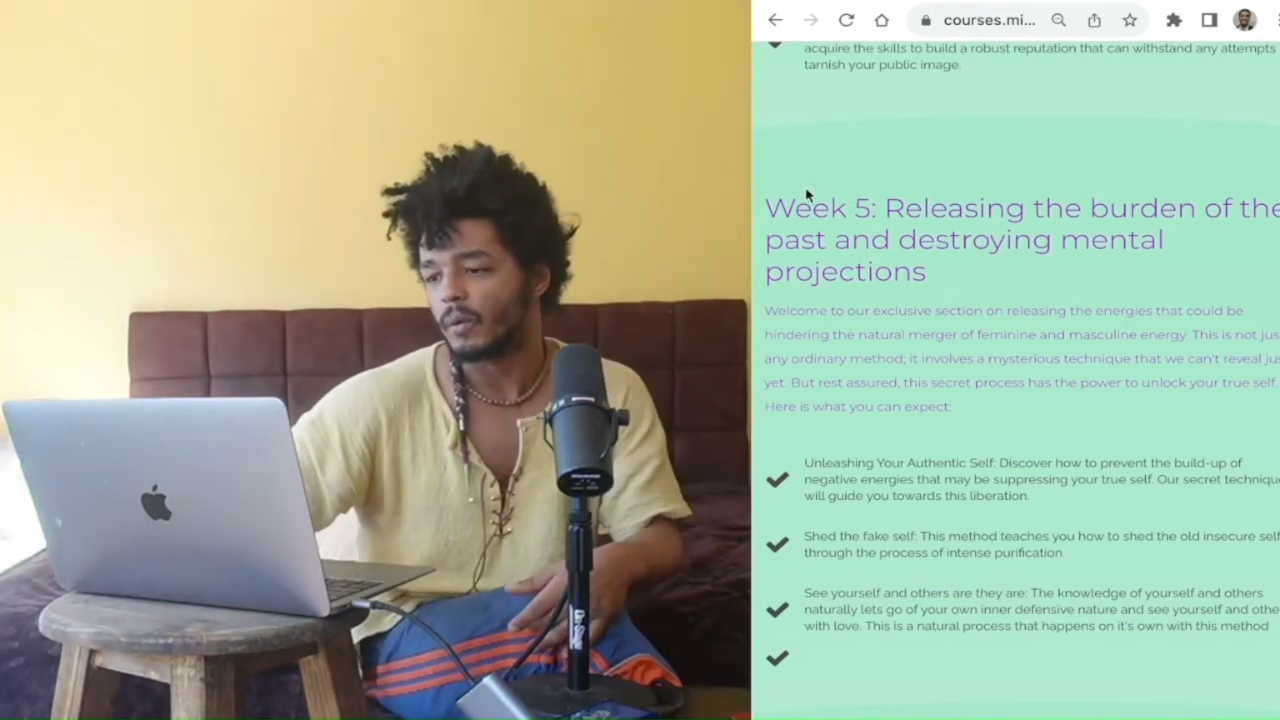 courses.mi...
acquire the skills to build a robust reputation that can withstand any attempts
tarnish your public image.
Week 5: Releasing the burden of the
past and destroying mental
projections
Welcome to our exclusive section on releasing the energies that could be
hindering the natural merger of feminine and masculine energy. This is not jus
any ordinary method; it involves a mysterious technique that we can't reveal jus
yet. But rest assured, this secret process has the power to unlock your true self.
Here is what you can expect:
Unleashing Your Authentic Self: Discover how to prevent the build-up of
negative energies that may be suppressing your true self. Our secret technique
will guide you towards this liberation.
Shed the fake self: This method teaches you how to shed the old insecure self
through the process of intense purification
See yourself and others are they are: The knowledge of yourself and others
naturally lets go of your own inner defensive nature and see yourself and othe
with love. This is a natural process that happens on it's own with this method